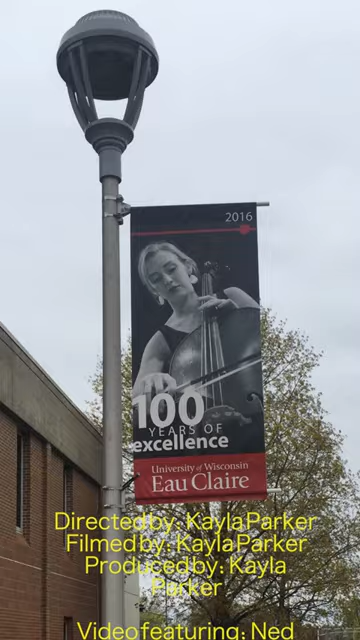 2016
100
YEARS OF
excellence
University of Wisconsin
Eau Claire
Directed by: Kayla Parker
Filmed by: Kayla Parker
Produced by: Kayla
Parker
Video featuring: Ned